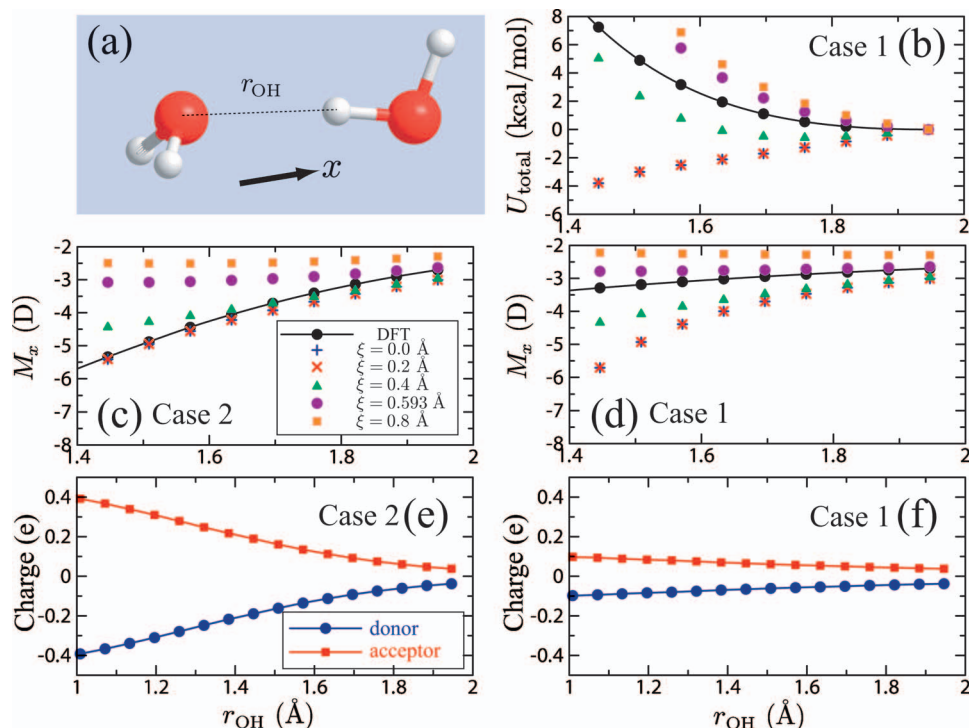 (a)
r_OH
x
Case 1 (b)
U_total (kcal/mol)
8
6
4
2
0
-2
-4
-6
1.4 1.6 1.8 2
(c) Case 2
M_x (D)
-2
-3
-4
-5
-6
-7
-8
1.4 1.6 1.8 2
DFT
ξ = 0.0 Å
ξ = 0.2 Å
ξ = 0.4 Å
ξ = 0.593 Å
ξ = 0.8 Å
(d) Case 1
M_x (D)
-2
-3
-4
-5
-6
-7
-8
1.4 1.6 1.8 2
Case 2 (e)
Charge (e)
0.4
0.2
0
-0.2
-0.4
donor
acceptor
1 1.2 1.4 1.6 1.8 2
r_OH (Å)
Case 1 (f)
Charge (e)
0.4
0.2
0
-0.2
-0.4
1 1.2 1.4 1.6 1.8 2
r_OH (Å)